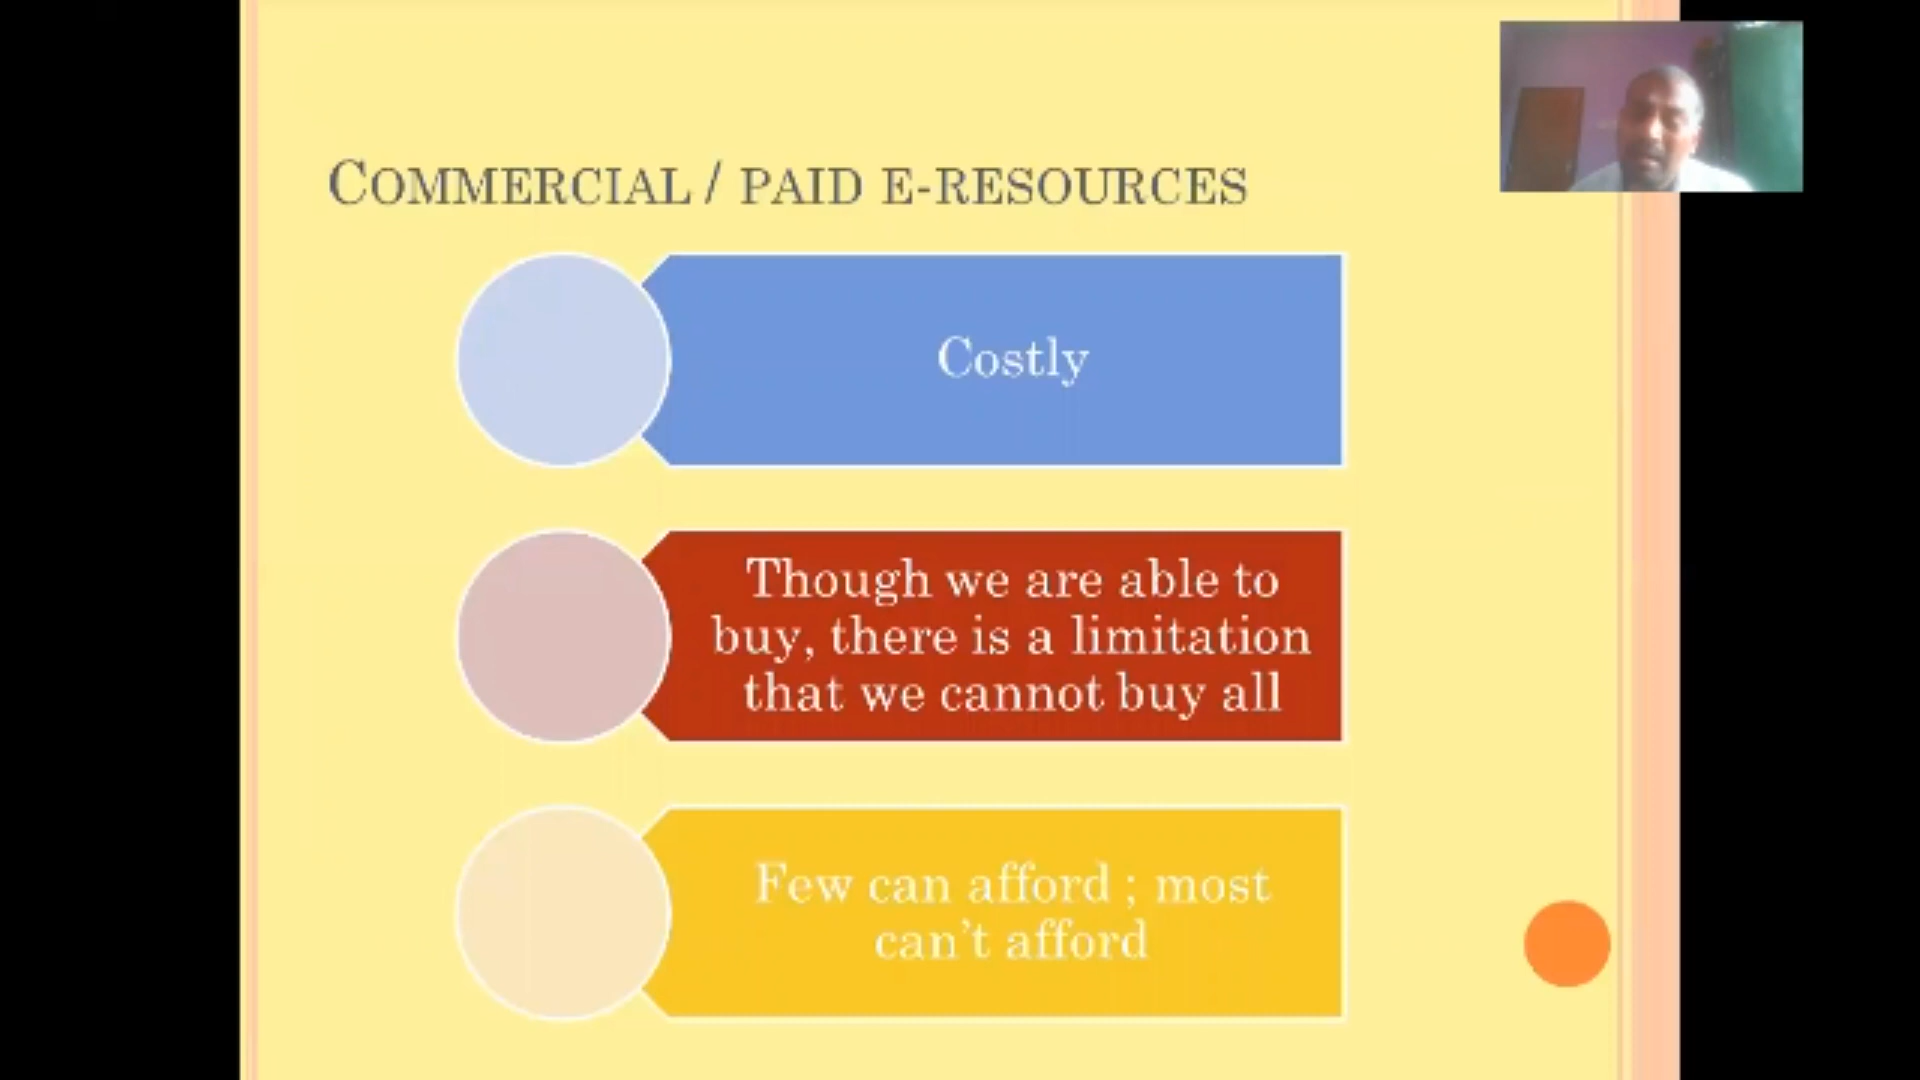 COMMERCIAL / PAID E-RESOURCES
Costly
Though we are able to
buy, there is a limitation
that we cannot buy all
Few can afford ; most
can't afford